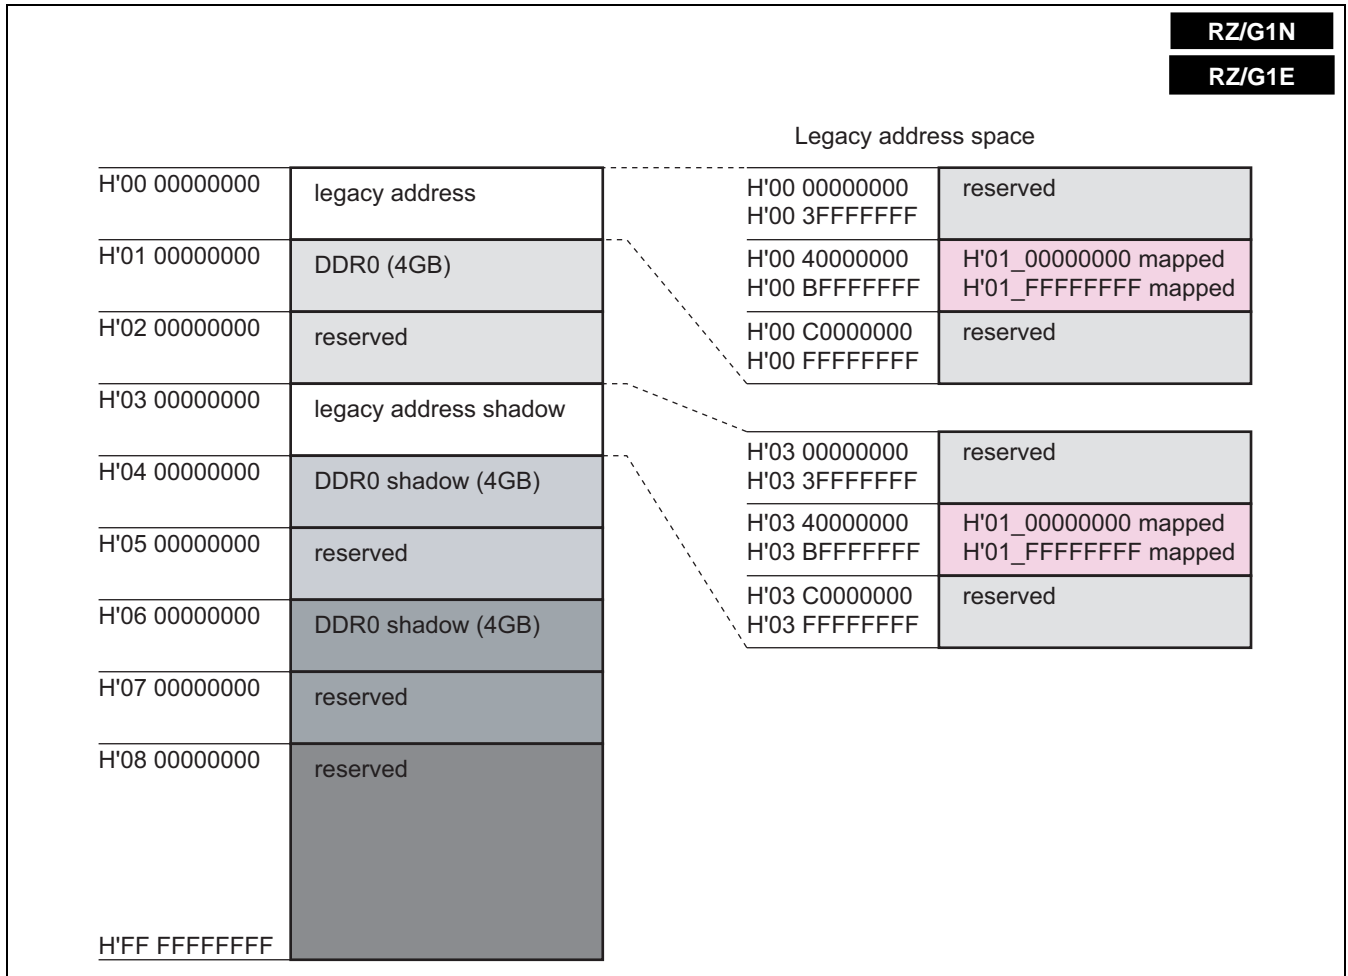 RZ/G1N
RZ/G1E
Legacy address space
H'00 00000000
legacy address
H'01 00000000
DDR0 (4GB)
H'02 00000000
reserved
H'03 00000000
legacy address shadow
H'04 00000000
DDR0 shadow (4GB)
H'05 00000000
reserved
H'06 00000000
DDR0 shadow (4GB)
H'07 00000000
reserved
H'08 00000000
reserved
H'FF FFFFFFFF
H'00 00000000
H'00 3FFFFFFF
reserved
H'00 40000000
H'00 BFFFFFFF
H'01_00000000 mapped
H'01_FFFFFFFF mapped
H'00 C0000000
H'00 FFFFFFFF
reserved
H'03 00000000
H'03 3FFFFFFF
reserved
H'03 40000000
H'03 BFFFFFFF
H'01_00000000 mapped
H'01_FFFFFFFF mapped
H'03 C0000000
H'03 FFFFFFFF
reserved